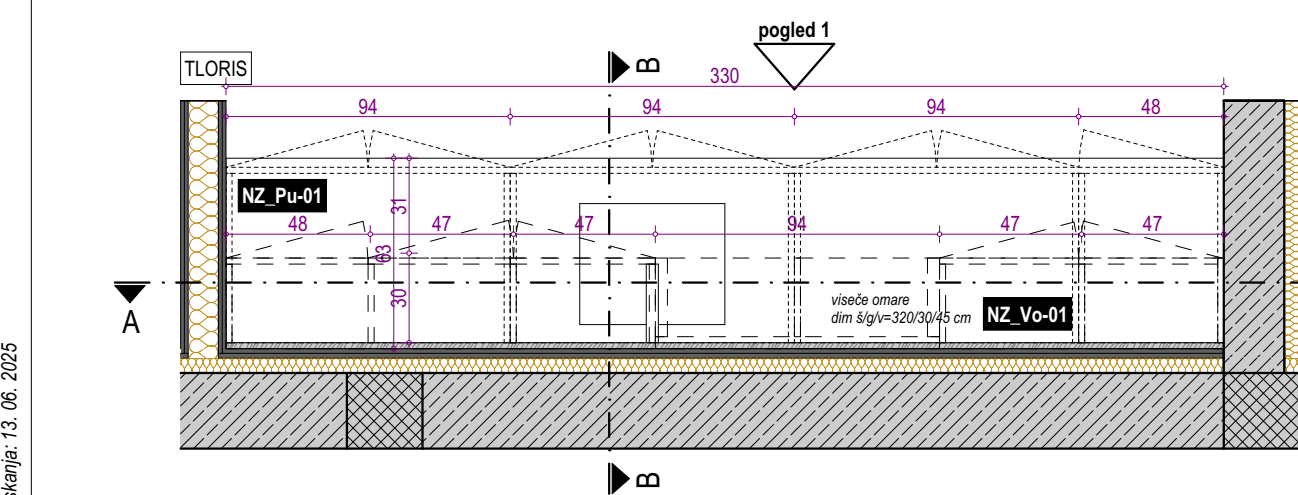 pogled 1
TLORIS
B
330
94
94
94
48
NZ_Pu-01
31
63
30
48
47
47
94
47
47
A
viseče omare
dim š/g/v=320/30/45 cm
NZ_Vo-01
B
skanja: 13. 06. 2025